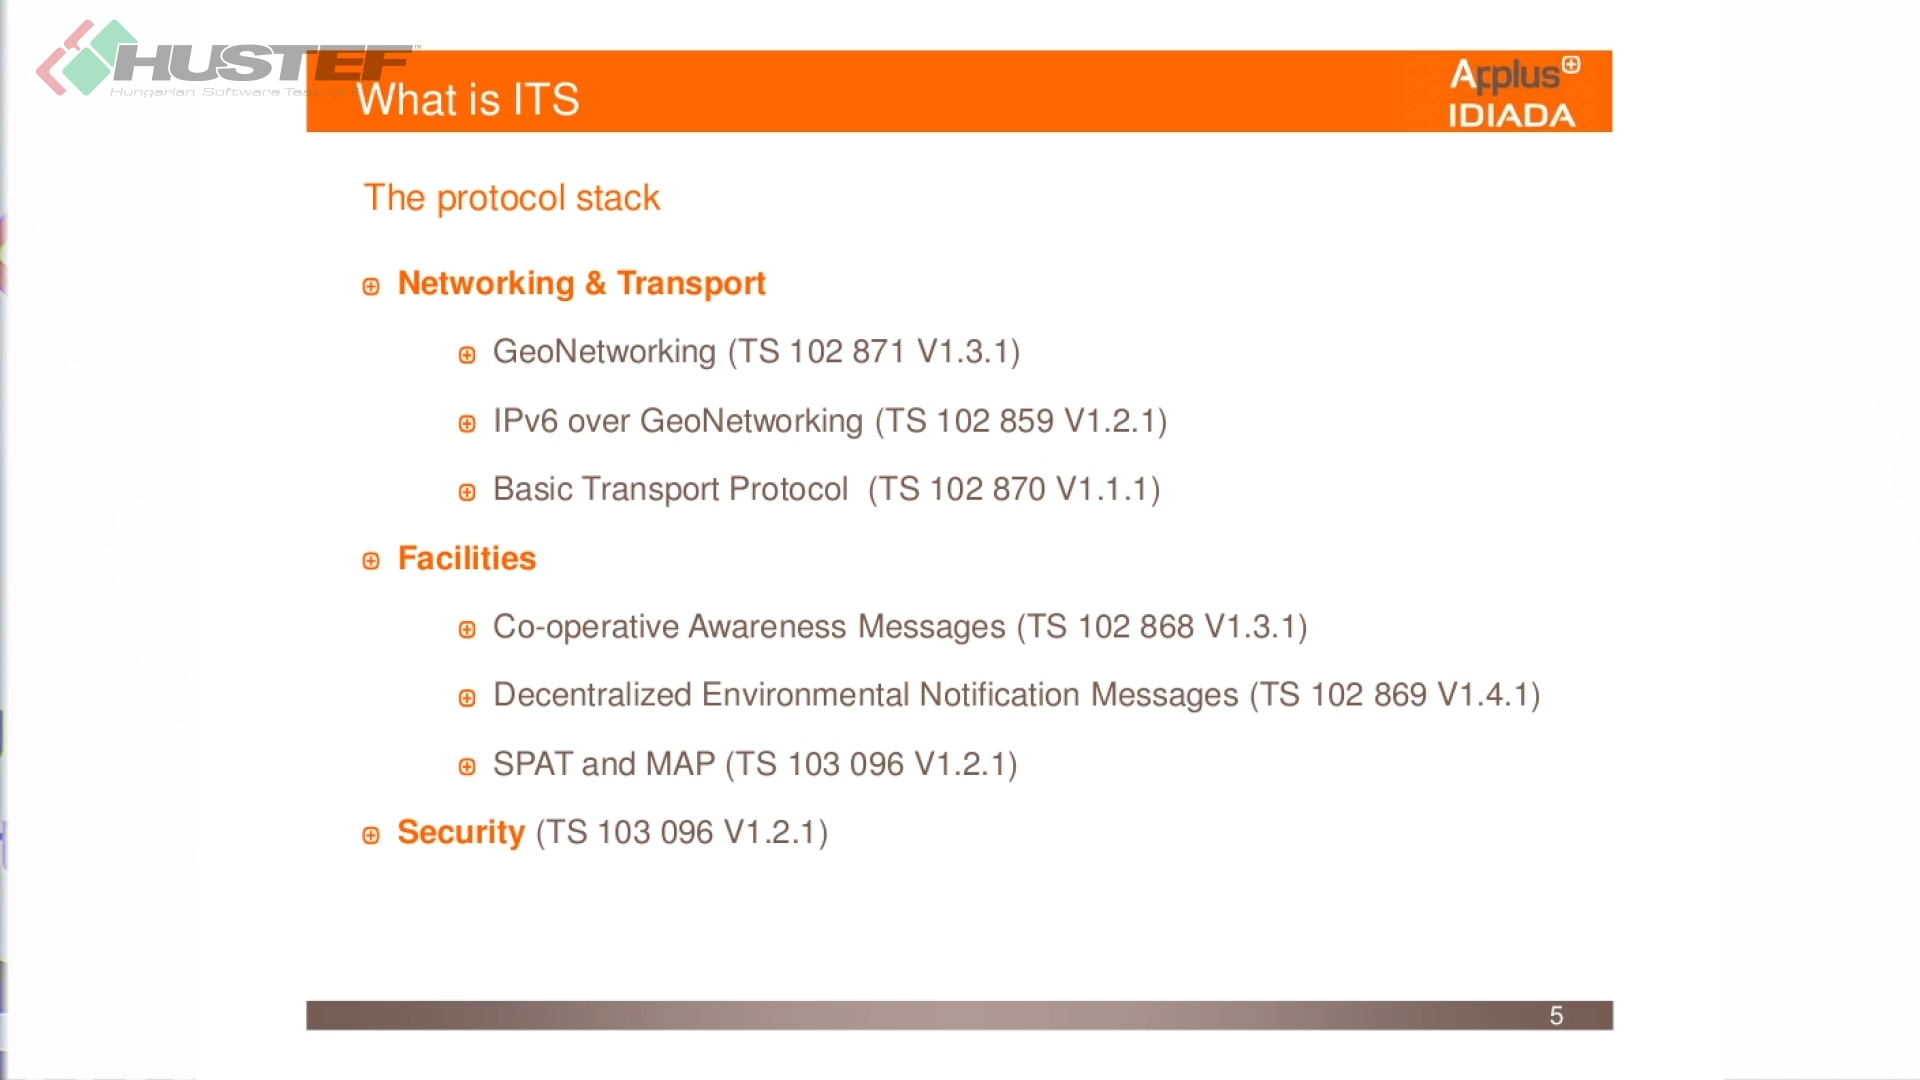 HUSTEF
Hungarian Software Testing
What is ITS
Applus
IDIADA
The protocol stack
Networking & Transport
GeoNetworking (TS 102 871 V1.3.1)
IPv6 over GeoNetworking (TS 102 859 V1.2.1)
Basic Transport Protocol (TS 102 870 V1.1.1)
Facilities
Co-operative Awareness Messages (TS 102 868 V1.3.1)
Decentralized Environmental Notification Messages (TS 102 869 V1.4.1)
SPAT and MAP (TS 103 096 V1.2.1)
Security (TS 103 096 V1.2.1)
5